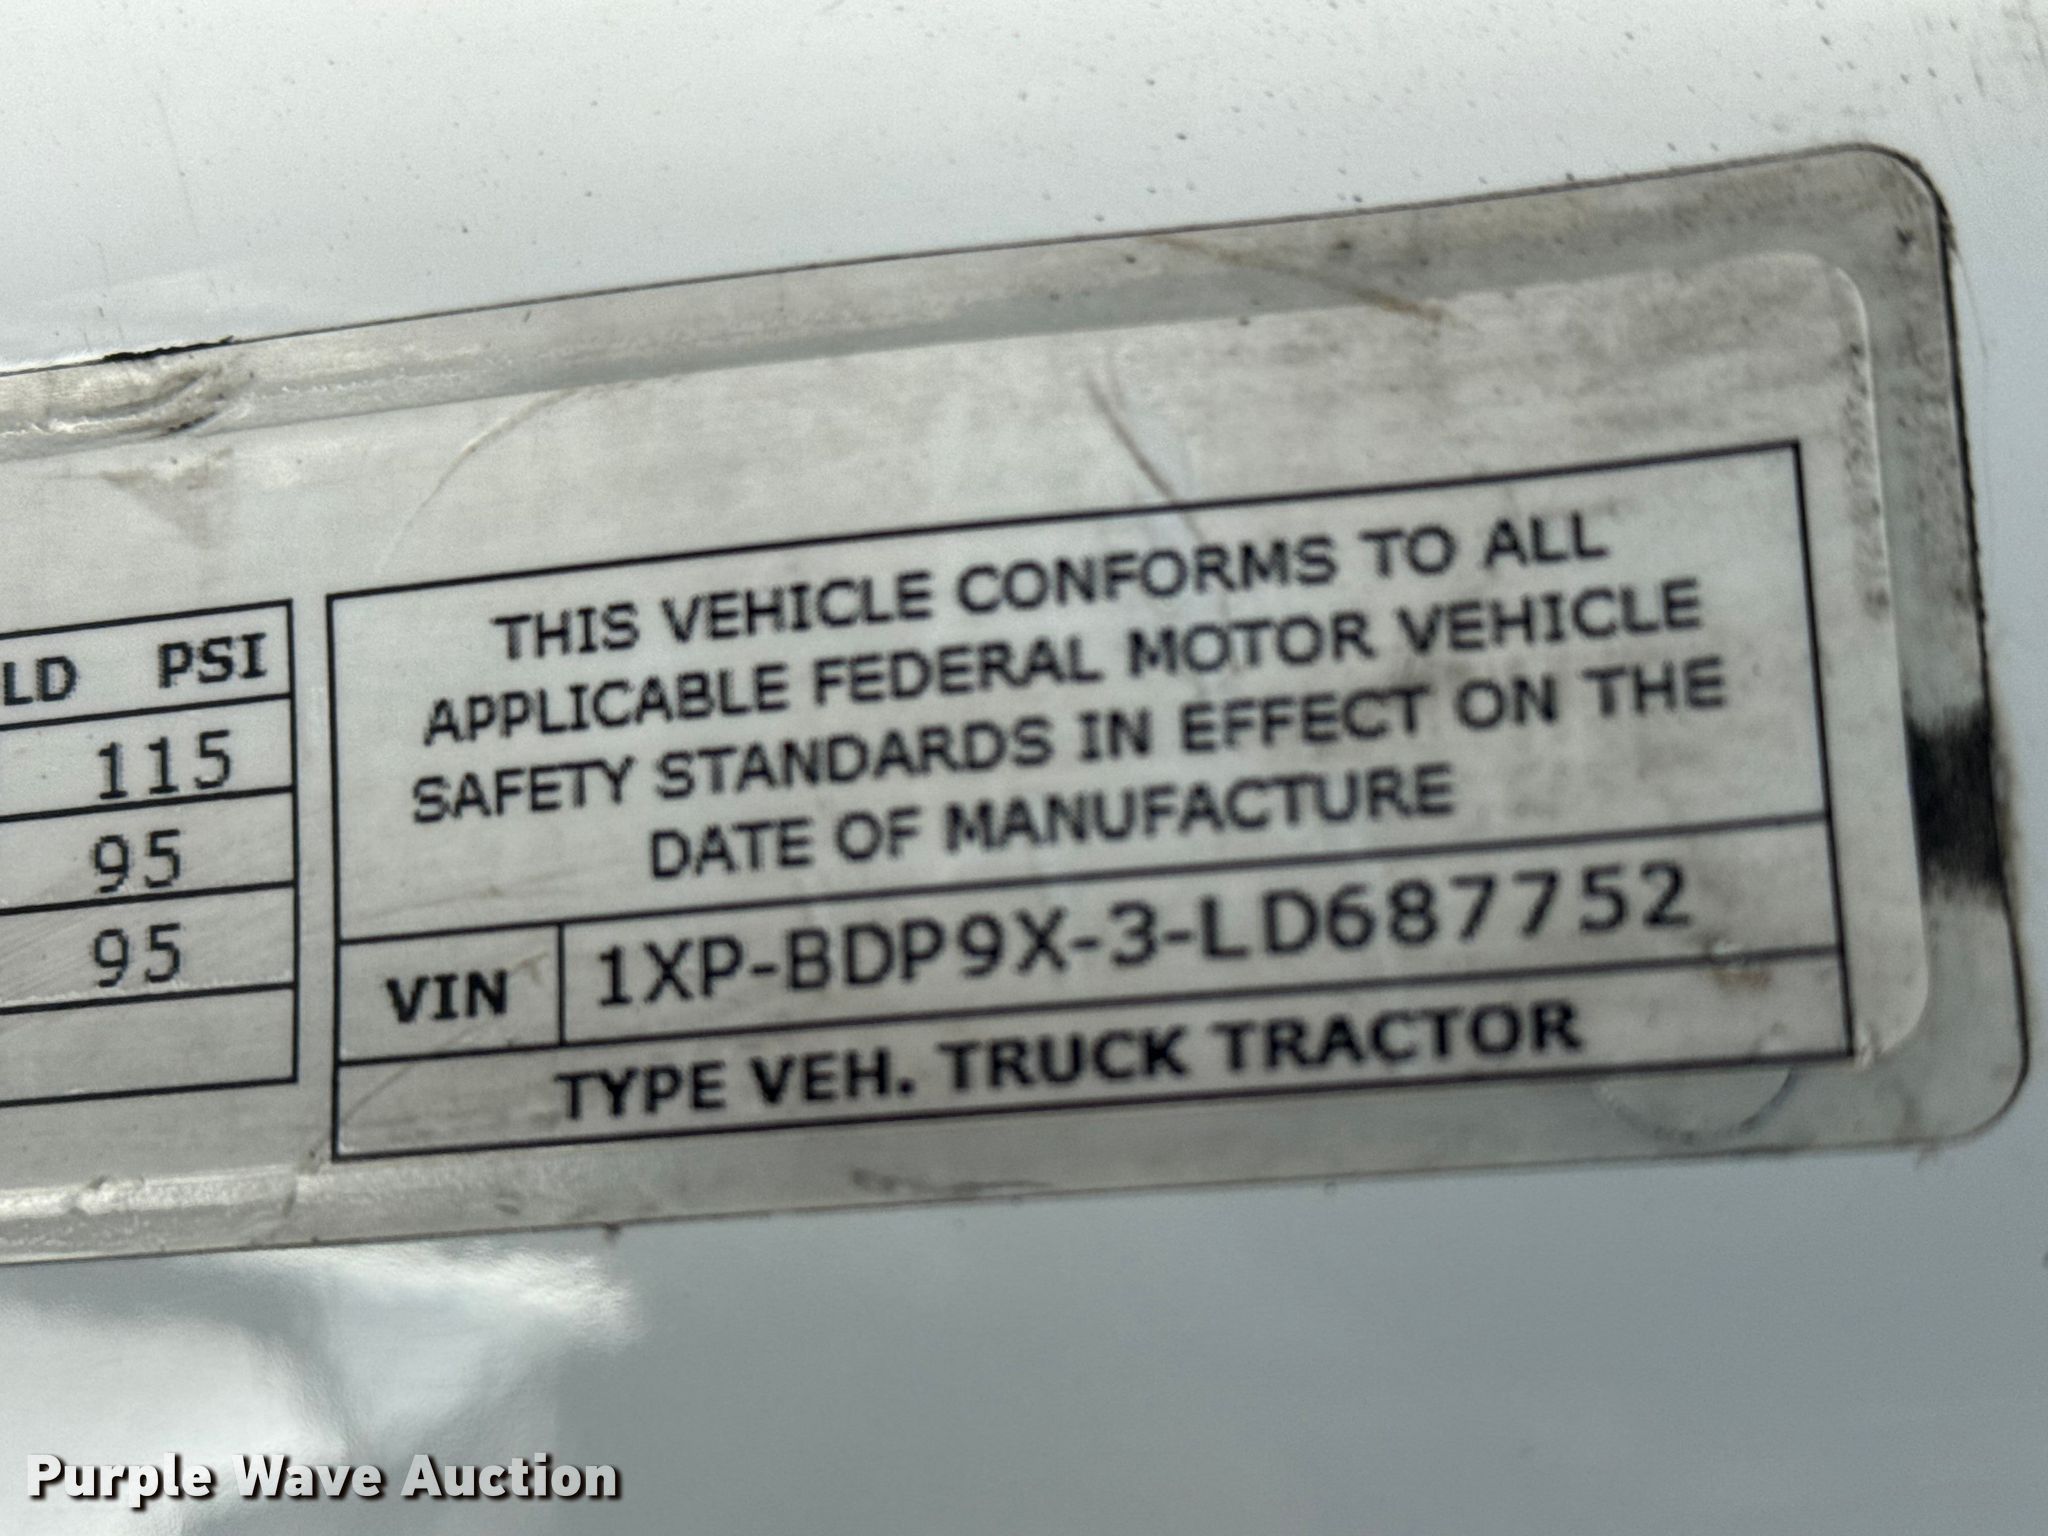 LD PSI
115
95
95
THIS VEHICLE CONFORMS TO ALL
APPLICABLE FEDERAL MOTOR VEHICLE
SAFETY STANDARDS IN EFFECT ON THE
DATE OF MANUFACTURE
VIN 1XP-BDP9X-3-LD687752
TYPE VEH. TRUCK TRACTOR
Purple Wave Auction